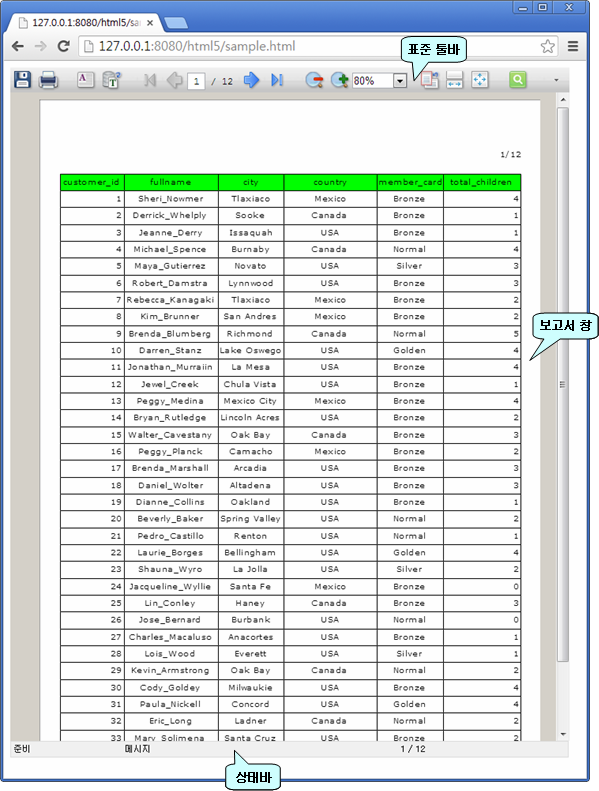 127.0.0.1:8080/html5/sa
127.0.0.1:8080/html5/sample.html
표준 툴바
1 / 12
80%
1/12
customer_id fullname city country member_card total_children
1 Sheri_Nowmer Tlaxiaco Mexico Bronze 4
2 Derrick_Whelply Sooke Canada Bronze 1
3 Jeanne_Derry Issaquah USA Bronze 1
4 Michael_Spence Burnaby Canada Normal 4
5 Maya_Gutierrez Novato USA Silver 3
6 Robert_Damstra Lynnwood USA Bronze 3
7 Rebecca_Kanagaki Tlaxiaco Mexico Bronze 2
8 Kim_Brunner San Andres Mexico Bronze 2
9 Brenda_Blumberg Richmond Canada Normal 5
10 Darren_Stanz Lake Oswego USA Golden 4
11 Jonathan_Murraiin La Mesa USA Bronze 4
12 Jewel_Creek Chula Vista USA Bronze 1
13 Peggy_Medina Mexico City Mexico Bronze 4
14 Bryan_Rutledge Lincoln Acres USA Bronze 2
15 Walter_Cavestany Oak Bay Canada Bronze 3
16 Peggy_Planck Camacho Mexico Bronze 2
17 Brenda_Marshall Arcadia USA Bronze 3
18 Daniel_Wolter Altadena USA Bronze 3
19 Dianne_Collins Oakland USA Bronze 1
20 Beverly_Baker Spring Valley USA Normal 2
21 Pedro_Castillo Renton USA Normal 1
22 Laurie_Borges Bellingham USA Golden 4
23 Shauna_Wyro La Jolla USA Silver 2
24 Jacqueline_Wyllie Santa Fe Mexico Bronze 0
25 Lin_Conley Haney Canada Bronze 3
26 Jose_Bernard Burbank USA Normal 0
27 Charles_Macaluso Anacortes USA Bronze 1
28 Lois_Wood Everett USA Silver 1
29 Kevin_Armstrong Oak Bay Canada Normal 2
30 Cody_Goldey Milwaukie USA Bronze 4
31 Paula_Nickell Concord USA Golden 4
32 Eric_Long Ladner Canada Normal 2
33 Mary_Solimena Santa Cruz USA Bronze 2
보고서 창
준비 메시지 1 / 12
상태바